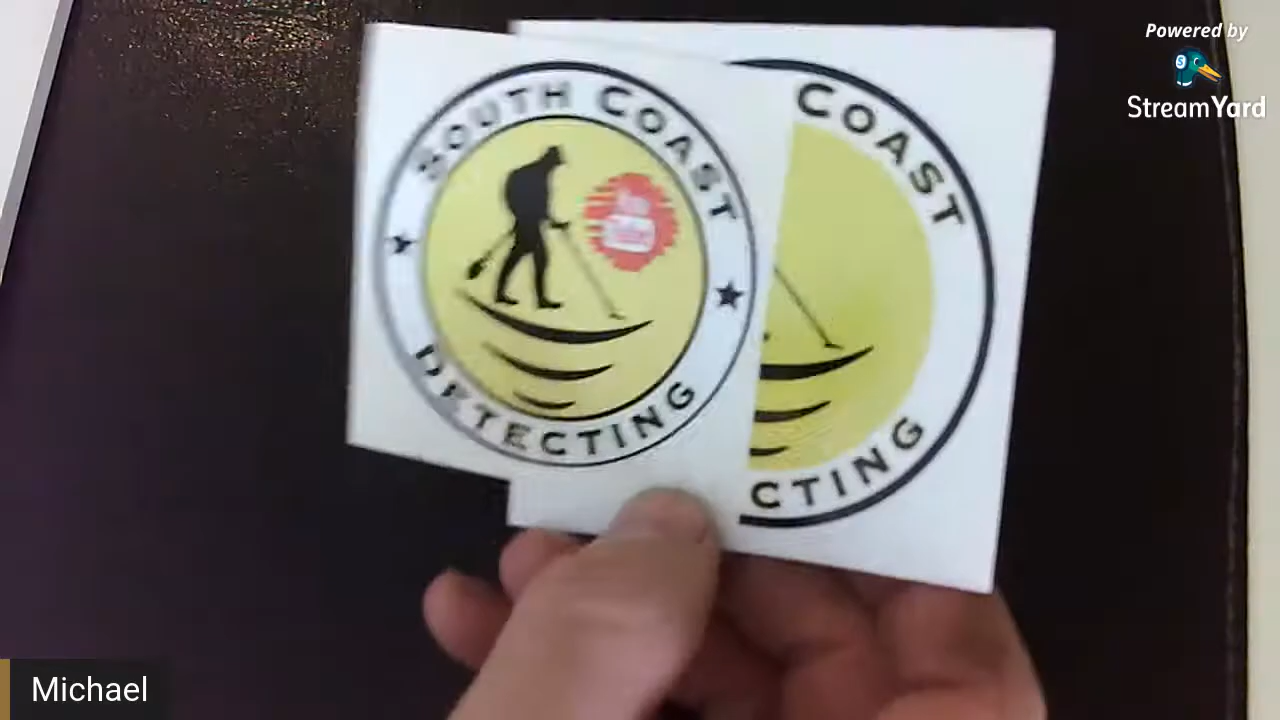 Powered by
StreamYard
SOUTH COAST
DETECTING
COAST
CTING
Michael